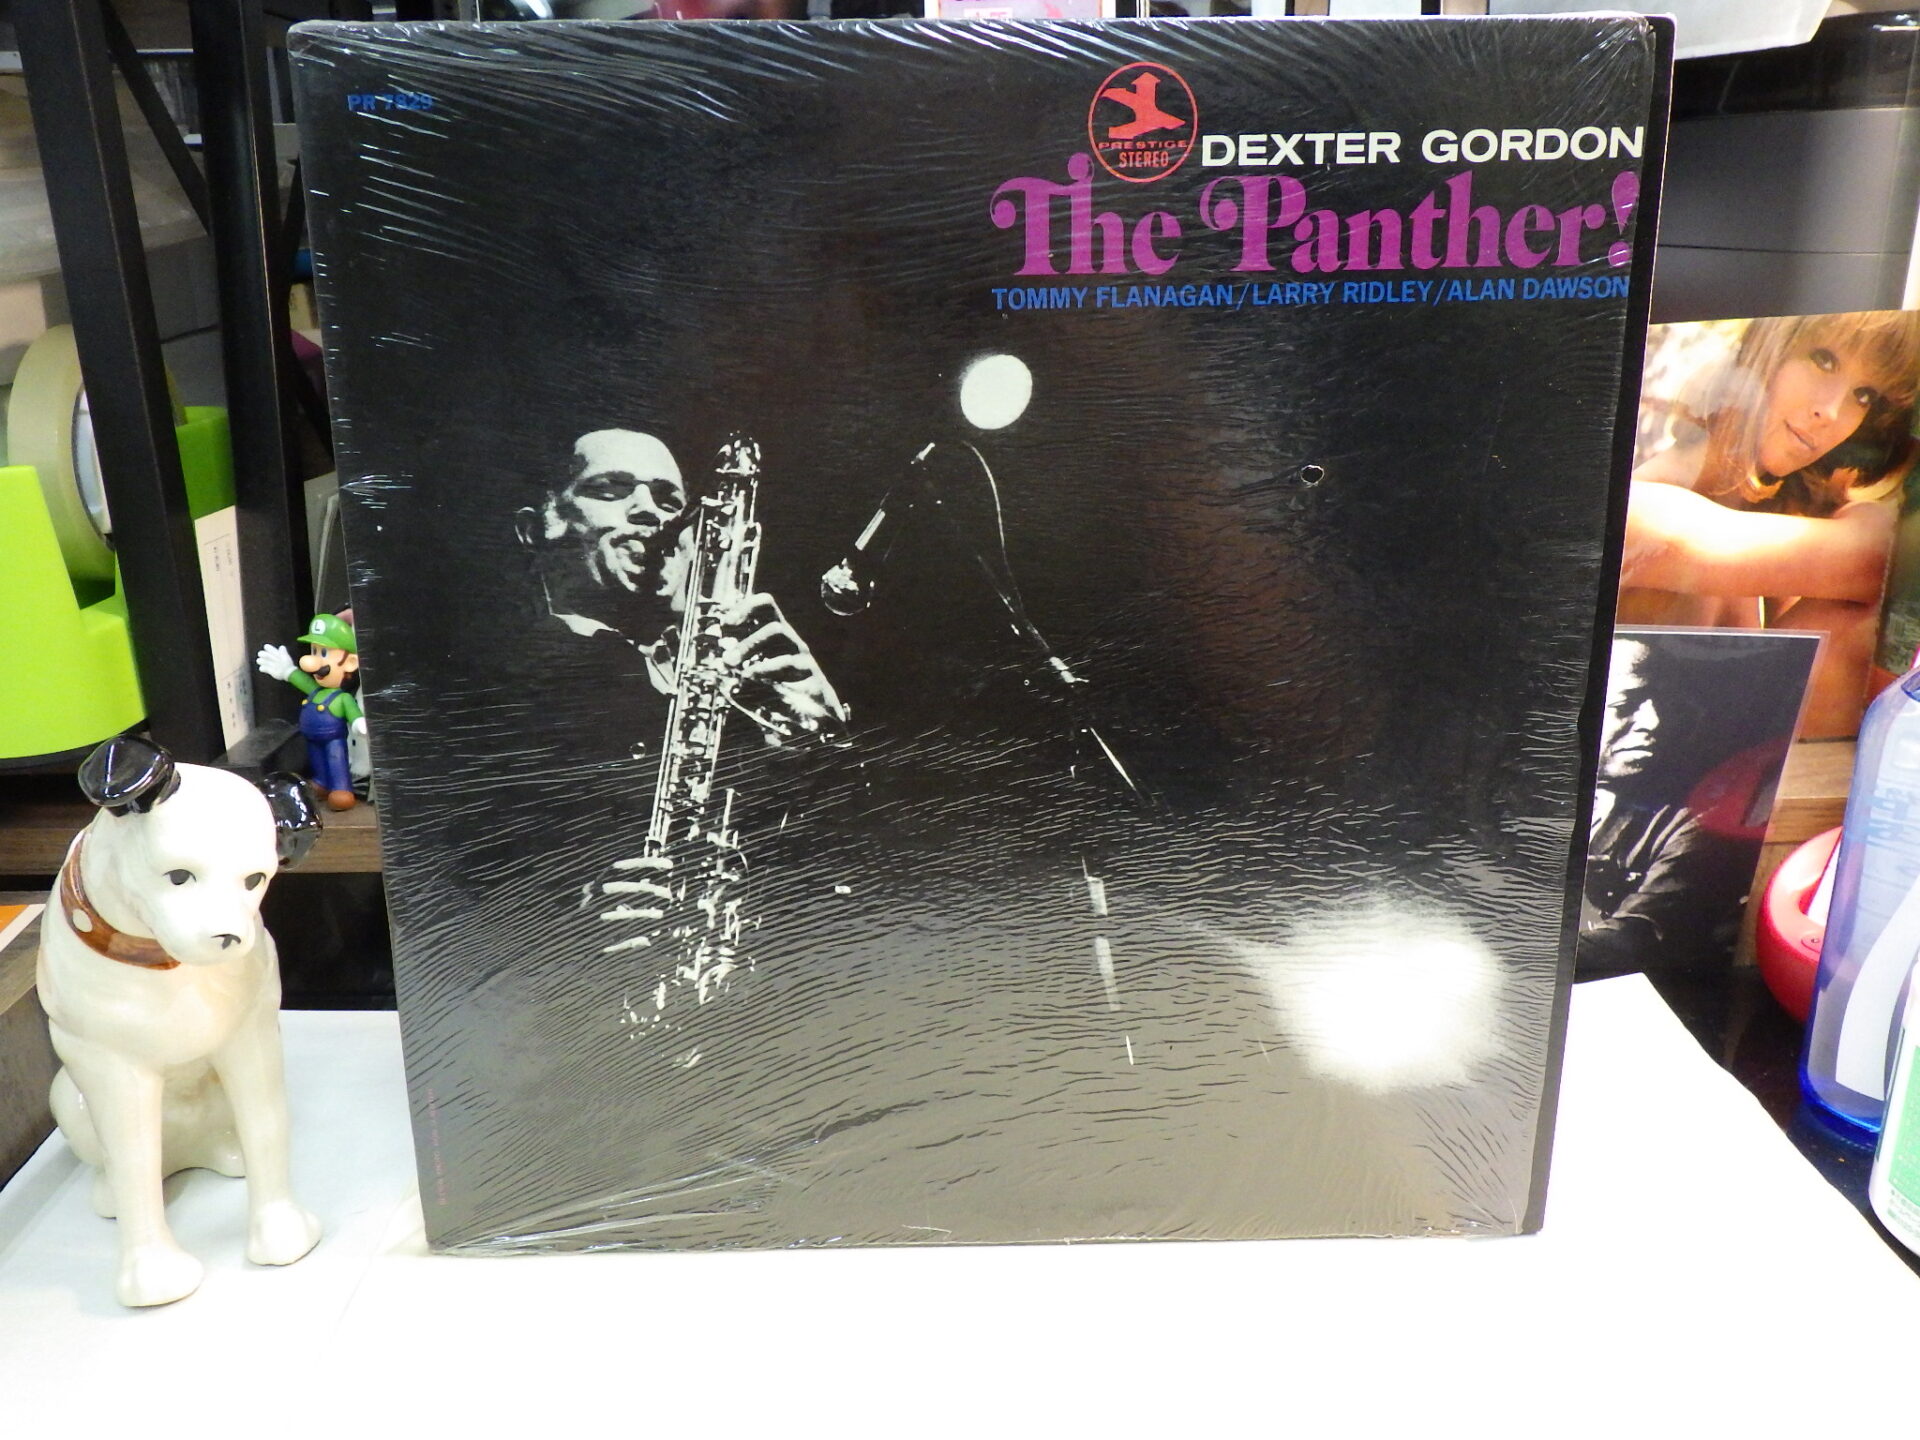 PR 7829
PRESTIGE
STEREO
DEXTER GORDON
The Panther!
TOMMY FLANAGAN/LARRY RIDLEY/ALAN DAWSON
L